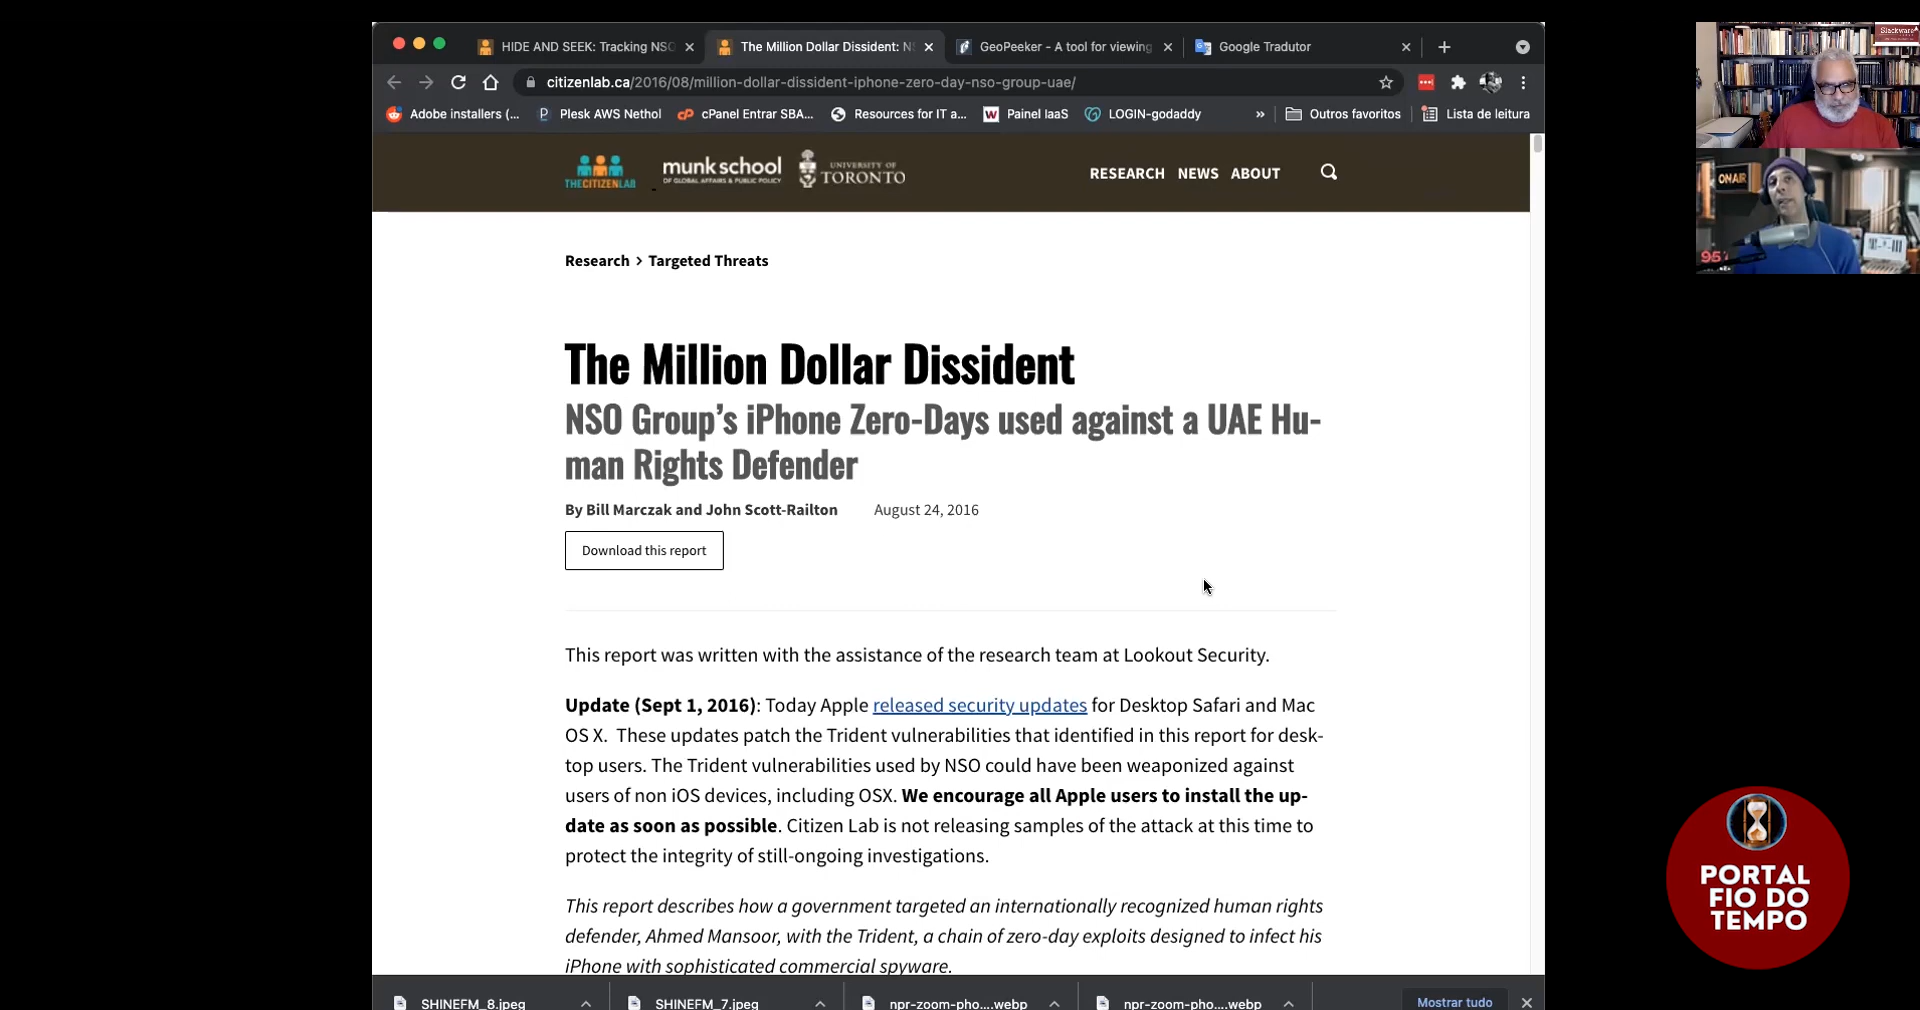 HIDE AND SEEK: Tracking NSO
The Million Dollar Dissident: N
GeoPeeker - A tool for viewing
Google Tradutor
citizenlab.ca/2016/08/million-dollar-dissident-iphone-zero-day-nso-group-uae/
Adobe installers (...
Plesk AWS Nethol
cPanel Entrar SBA...
Resources for IT a...
Painel IaaS
LOGIN-godaddy
»
Outros favoritos
Lista de leitura
THE CITIZEN LAB
munk school
OF GLOBAL AFFAIRS & PUBLIC POLICY
UNIVERSITY OF
TORONTO
RESEARCH NEWS ABOUT
Research > Targeted Threats
The Million Dollar Dissident
NSO Group’s iPhone Zero-Days used against a UAE Hu-
man Rights Defender
By Bill Marczak and John Scott-Railton August 24, 2016
Download this report
This report was written with the assistance of the research team at Lookout Security.
Update (Sept 1, 2016): Today Apple released security updates for Desktop Safari and Mac
OS X. These updates patch the Trident vulnerabilities that identified in this report for desk-
top users. The Trident vulnerabilities used by NSO could have been weaponized against
users of non iOS devices, including OSX. We encourage all Apple users to install the up-
date as soon as possible. Citizen Lab is not releasing samples of the attack at this time to
protect the integrity of still-ongoing investigations.
This report describes how a government targeted an internationally recognized human rights
defender, Ahmed Mansoor, with the Trident, a chain of zero-day exploits designed to infect his
iPhone with sophisticated commercial spyware.
SHINEFM_8.jpeg
SHINEFM_7.jpeg
npr-zoom-pho....webp
npr-zoom-pho....webp
Mostrar tudo
Slackware
ON AIR
95.1
PORTAL
FIO DO
TEMPO